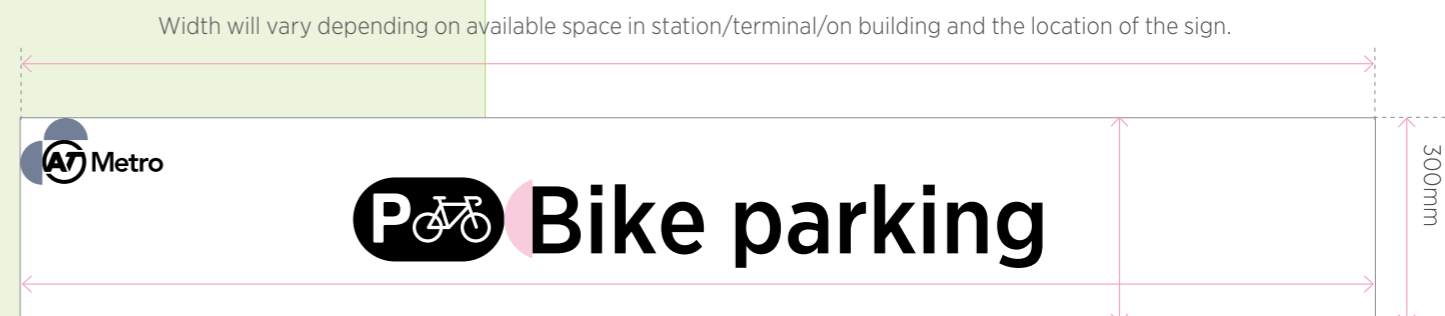 Width will vary depending on available space in station/terminal/on building and the location of the sign.
AT Metro
P Bike parking
300mm